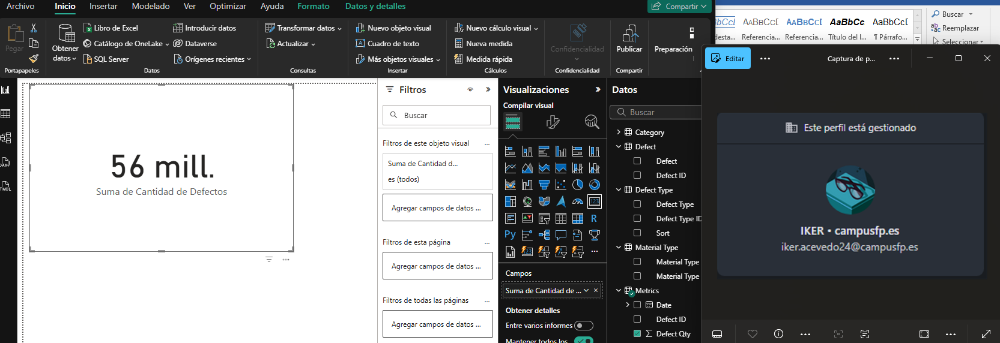 Archivo Inicio Insertar Modelado Ver Optimizar Ayuda Formato Datos y detalles Compartir
Pegar
Portapapeles
Obtener datos
Libro de Excel
Catálogo de OneLake
SQL Server
Introducir datos
Dataverse
Orígenes recientes
Datos
Transformar datos
Actualizar
Consultas
Nuevo objeto visual
Cuadro de texto
Más objetos visuales
Insertar
Nuevo cálculo visual
Nueva medida
Medida rápida
Cálculos
Confidencialidad
Confidencialidad
Publicar
Compartir
Preparación
56 mill.
Suma de Cantidad de Defectos
DAX
TMDL
Filtros
Buscar
Filtros de este objeto visual ...
Suma de Cantidad d...
es (todos)
Agregar campos de datos ...
Filtros de esta página ...
Agregar campos de datos ...
Filtros de todas las páginas ...
Agregar campos de datos ...
Visualizaciones
Compilar visual
123
R
Py
123
...
Campos
Suma de Cantidad de ...
Obtener detalles
Entre varios informes
Mantener todos los
Datos
Buscar
Category
Defect
Defect
Defect ID
Defect Type
Defect Type
Defect Type ID
Sort
Material Type
Material Type
Material Type
Metrics
Date
Defect ID
Defect Qty
AaBbCcD AaBbCcD AaBbCcD AaBbCc AaBbCcD
desta... Referencia... Referencia... Título del l... ¶ Párrafo...
Buscar
Reemplazar
Seleccionar
Editar
Captura de p...
Este perfil está gestionado
IKER • campusfp.es
iker.acevedo24@campusfp.es